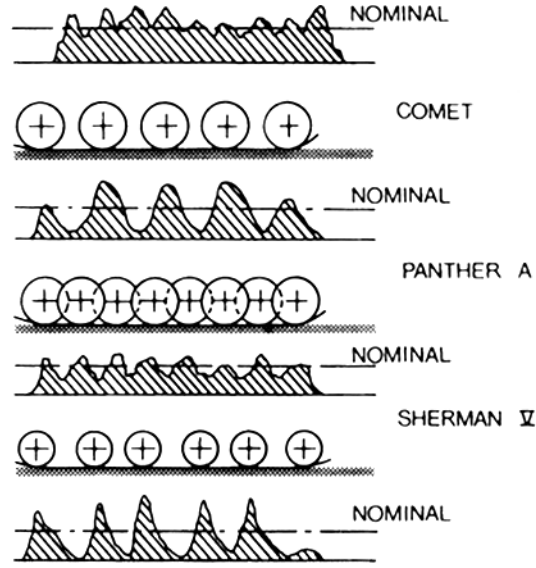 NOMINAL
COMET
NOMINAL
PANTHER A
NOMINAL
SHERMAN V
NOMINAL